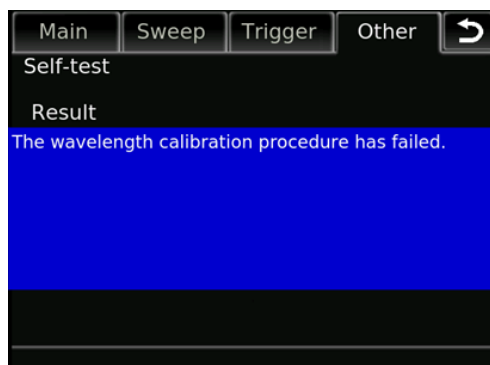 Main Sweep Trigger Other
Self-test
Result
The wavelength calibration procedure has failed.